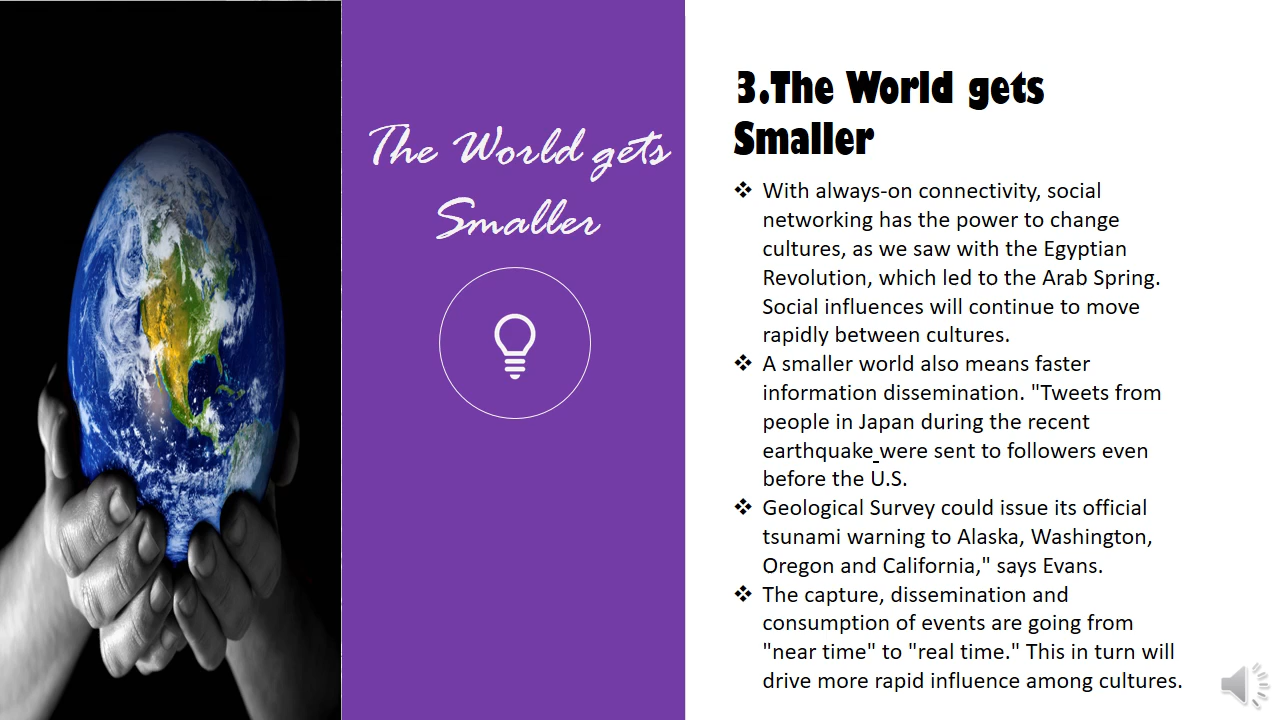 The World gets
Smaller
3.The World gets
Smaller
❖ With always-on connectivity, social
networking has the power to change
cultures, as we saw with the Egyptian
Revolution, which led to the Arab Spring.
Social influences will continue to move
rapidly between cultures.
❖ A smaller world also means faster
information dissemination. "Tweets from
people in Japan during the recent
earthquake were sent to followers even
before the U.S.
❖ Geological Survey could issue its official
tsunami warning to Alaska, Washington,
Oregon and California," says Evans.
❖ The capture, dissemination and
consumption of events are going from
"near time" to "real time." This in turn will
drive more rapid influence among cultures.